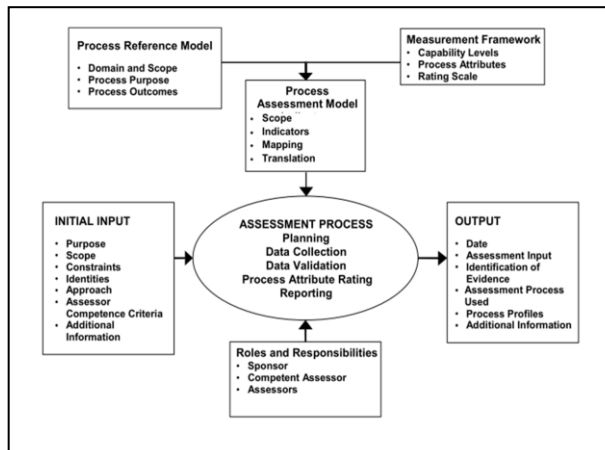 Process Reference Model
• Domain and Scope
• Process Purpose
• Process Outcomes
Measurement Framework
• Capability Levels
• Process Attributes
• Rating Scale
Process
Assessment Model
• Scope
• Indicators
• Mapping
• Translation
INITIAL INPUT
• Purpose
• Scope
• Constraints
• Identities
• Approach
• Assessor
Competence Criteria
• Additional
Information
ASSESSMENT PROCESS
Planning
Data Collection
Data Validation
Process Attribute Rating
Reporting
OUTPUT
• Date
• Assessment Input
• Identification of
Evidence
• Assessment Process
Used
• Process Profiles
• Additional Information
Roles and Responsibilities
• Sponsor
• Competent Assessor
• Assessors